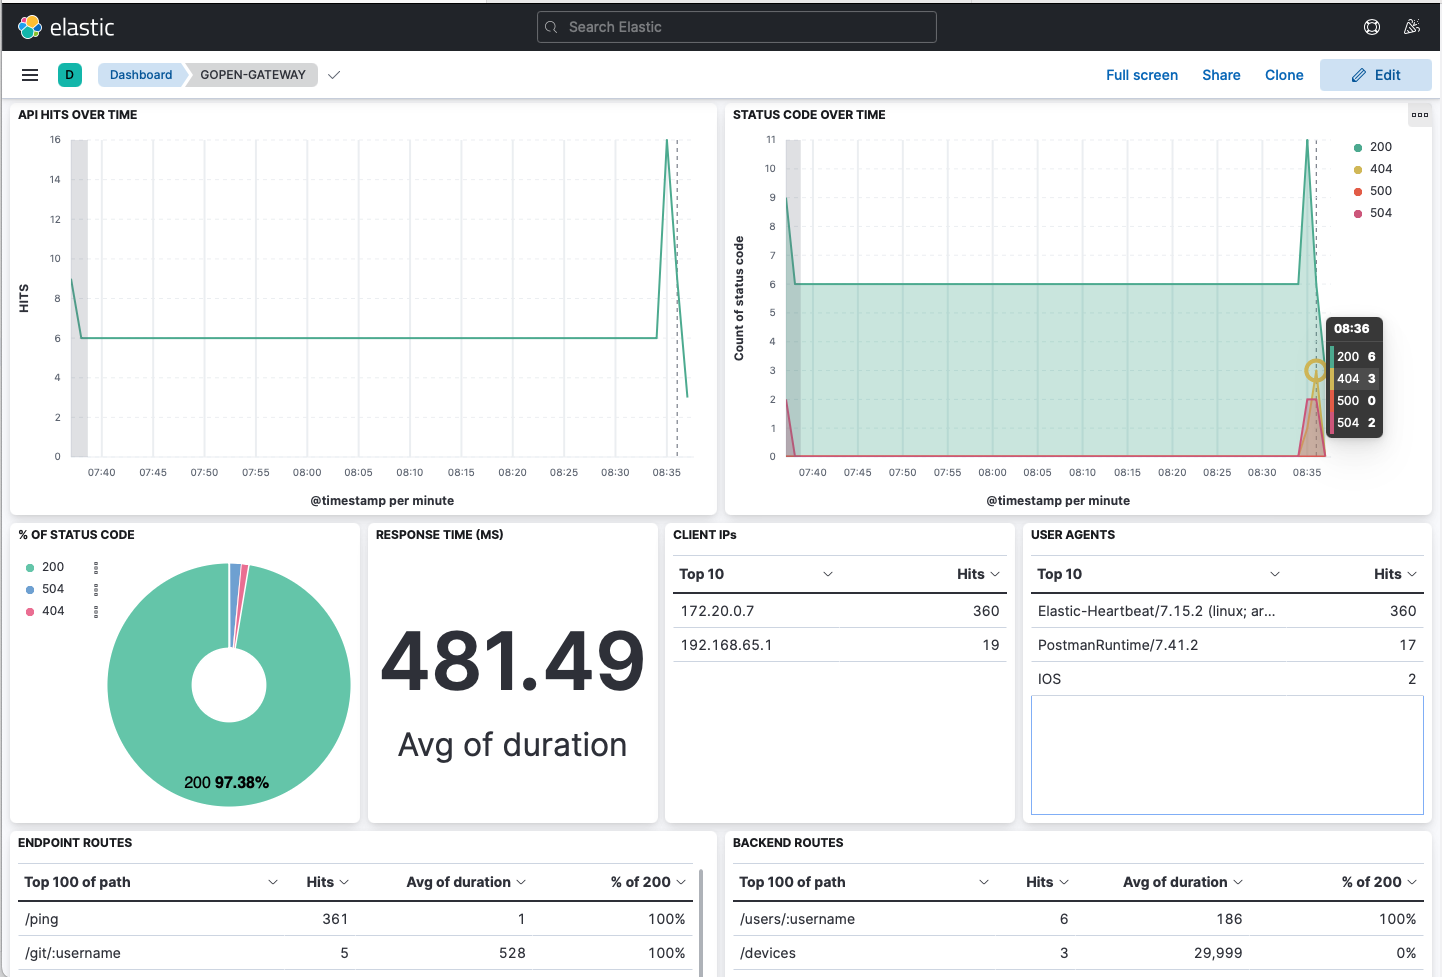 elastic
Search Elastic
D
Dashboard
GOPEN-GATEWAY
Full screen
Share
Clone
Edit
API HITS OVER TIME
16
14
12
10
8
6
4
2
0
HITS
07:40 07:45 07:50 07:55 08:00 08:05 08:10 08:15 08:20 08:25 08:30 08:35
@timestamp per minute
STATUS CODE OVER TIME
11
10
9
8
7
6
5
4
3
2
1
0
Count of status code
07:40 07:45 07:50 07:55 08:00 08:05 08:10 08:15 08:20 08:25 08:30 08:35
@timestamp per minute
200
404
500
504
08:36
200 6
404 3
500 0
504 2
% OF STATUS CODE
200
504
404
200 97.38%
RESPONSE TIME (MS)
481.49
Avg of duration
CLIENT IPs
Top 10 Hits
172.20.0.7 360
192.168.65.1 19
USER AGENTS
Top 10 Hits
Elastic-Heartbeat/7.15.2 (linux; ar... 360
PostmanRuntime/7.41.2 17
IOS 2
ENDPOINT ROUTES
Top 100 of path Hits Avg of duration % of 200
/ping 361 1 100%
/git/:username 5 528 100%
BACKEND ROUTES
Top 100 of path Hits Avg of duration % of 200
/users/:username 6 186 100%
/devices 3 29,999 0%